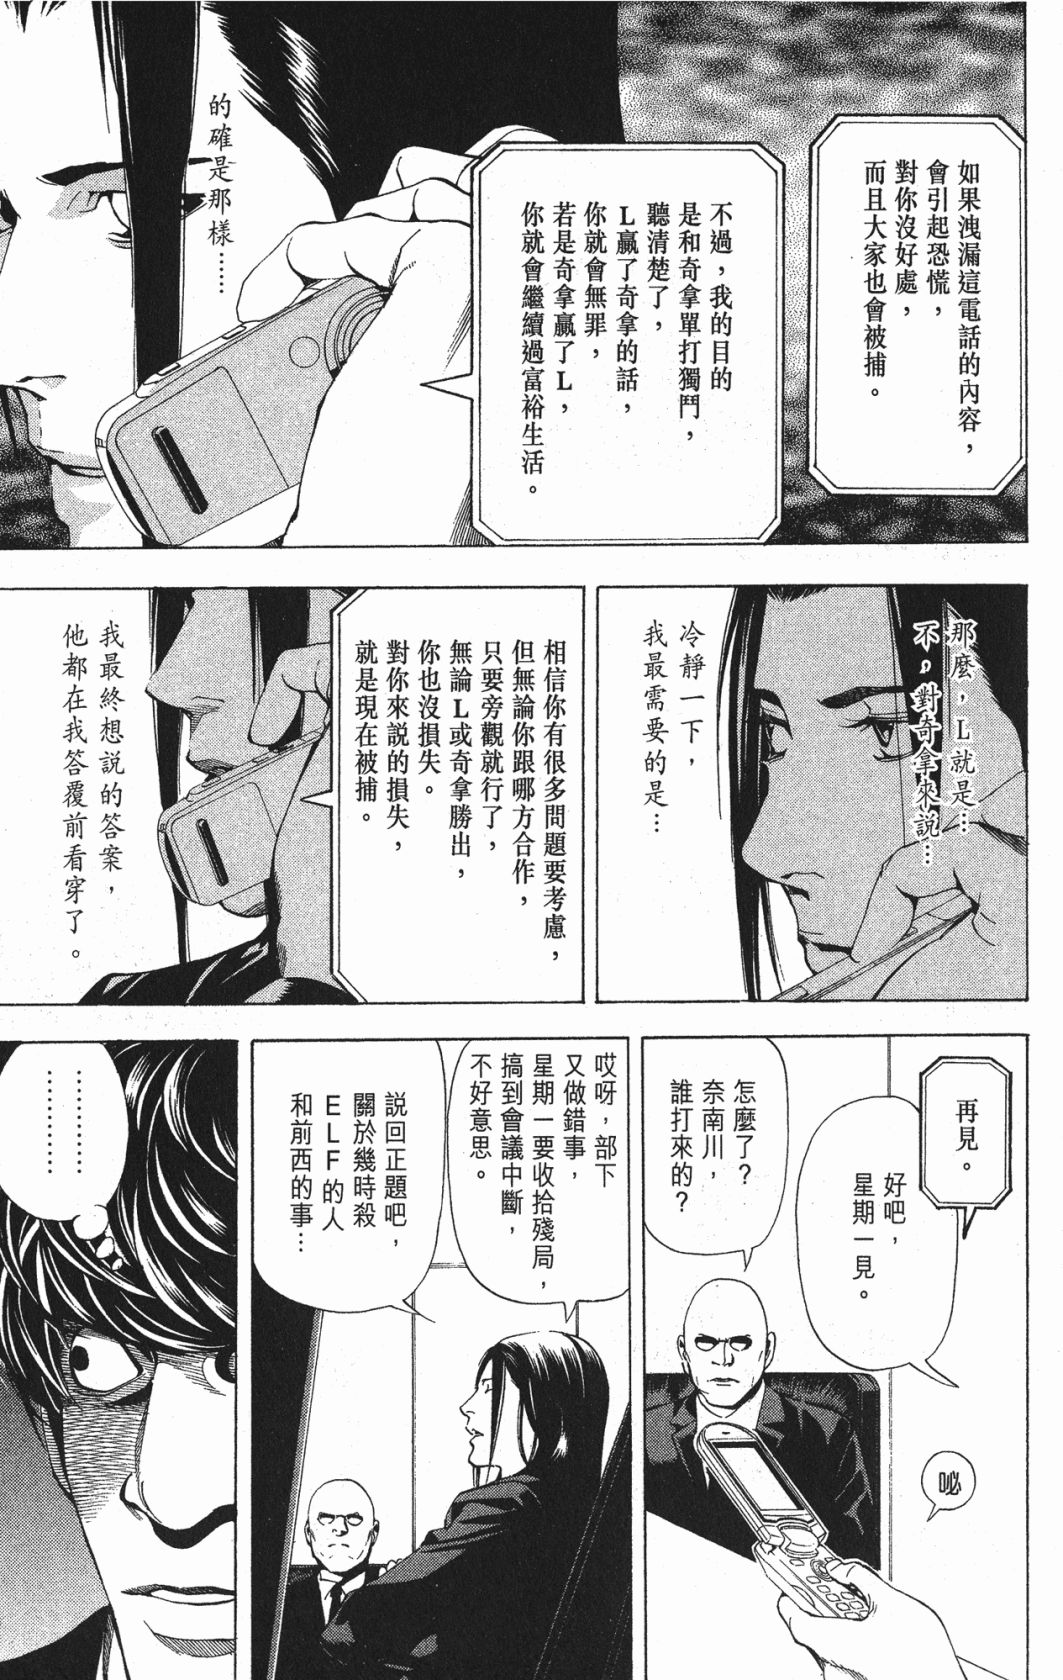 如果洩漏這電話的內容，
會引起恐慌，
對你沒好處，
而且大家也會被捕。
不過，我的目的
是和奇拿單打獨鬥，
聽清楚了，
L贏了奇拿的話，
你就會無罪，
若是奇拿贏了L，
你就會繼續過富裕生活。
的確是那樣……
那麼，L就是…
不，對奇拿來說…
冷靜一下，
我最需要的是…
相信你有很多問題要考慮，
但無論你跟哪方合作，
只要旁觀就行了，
無論L或奇拿勝出，
你也沒損失。
對你來說的損失，
就是現在被捕。
我最終想說的答案，
他都在我答覆前看穿了。
再見。
好吧，
星期一見。
怎麼了？
奈南川，
誰打來的？
咇
哎呀，部下
又做錯事，
星期一要收拾殘局，
搞到會議中斷，
不好意思。
説回正題吧，
關於幾時殺
ELF的人
和前西的事…
…………
…………